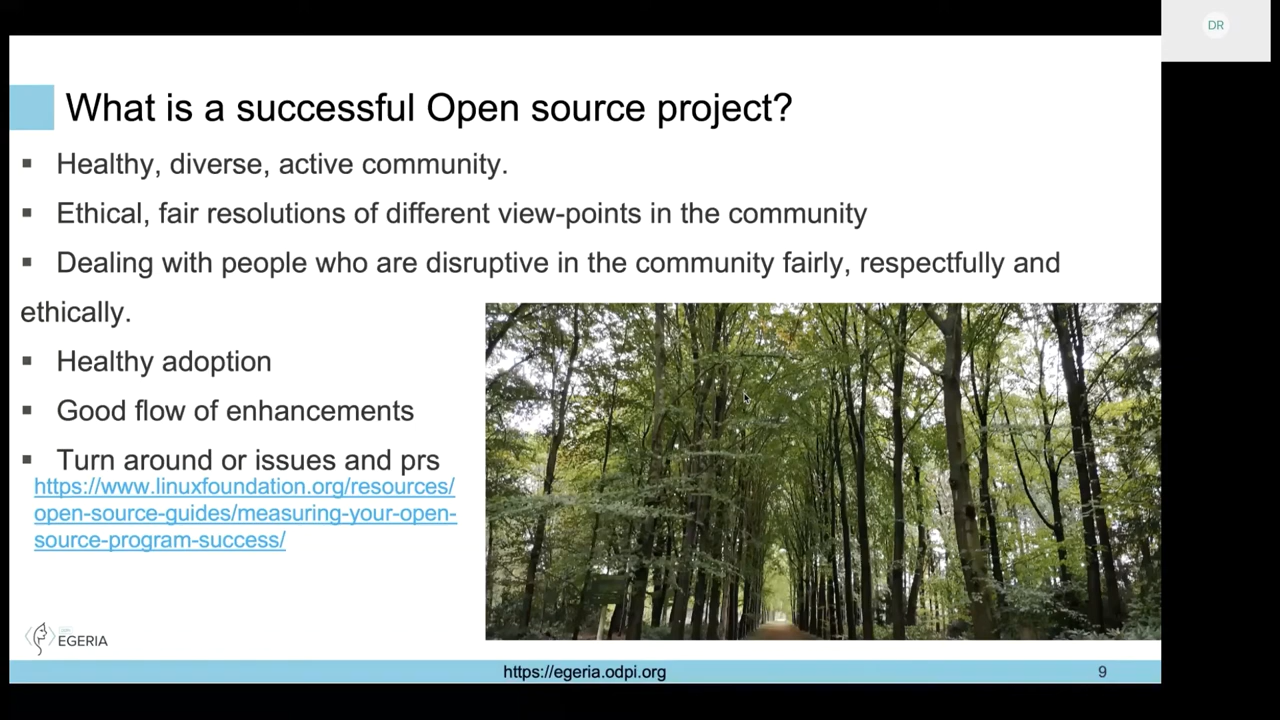 DR
What is a successful Open source project?
▪ Healthy, diverse, active community.
▪ Ethical, fair resolutions of different view-points in the community
▪ Dealing with people who are disruptive in the community fairly, respectfully and
ethically.
▪ Healthy adoption
▪ Good flow of enhancements
▪ Turn around or issues and prs
https://www.linuxfoundation.org/resources/
open-source-guides/measuring-your-open-
source-program-success/
EGERIA
https://egeria.odpi.org
9